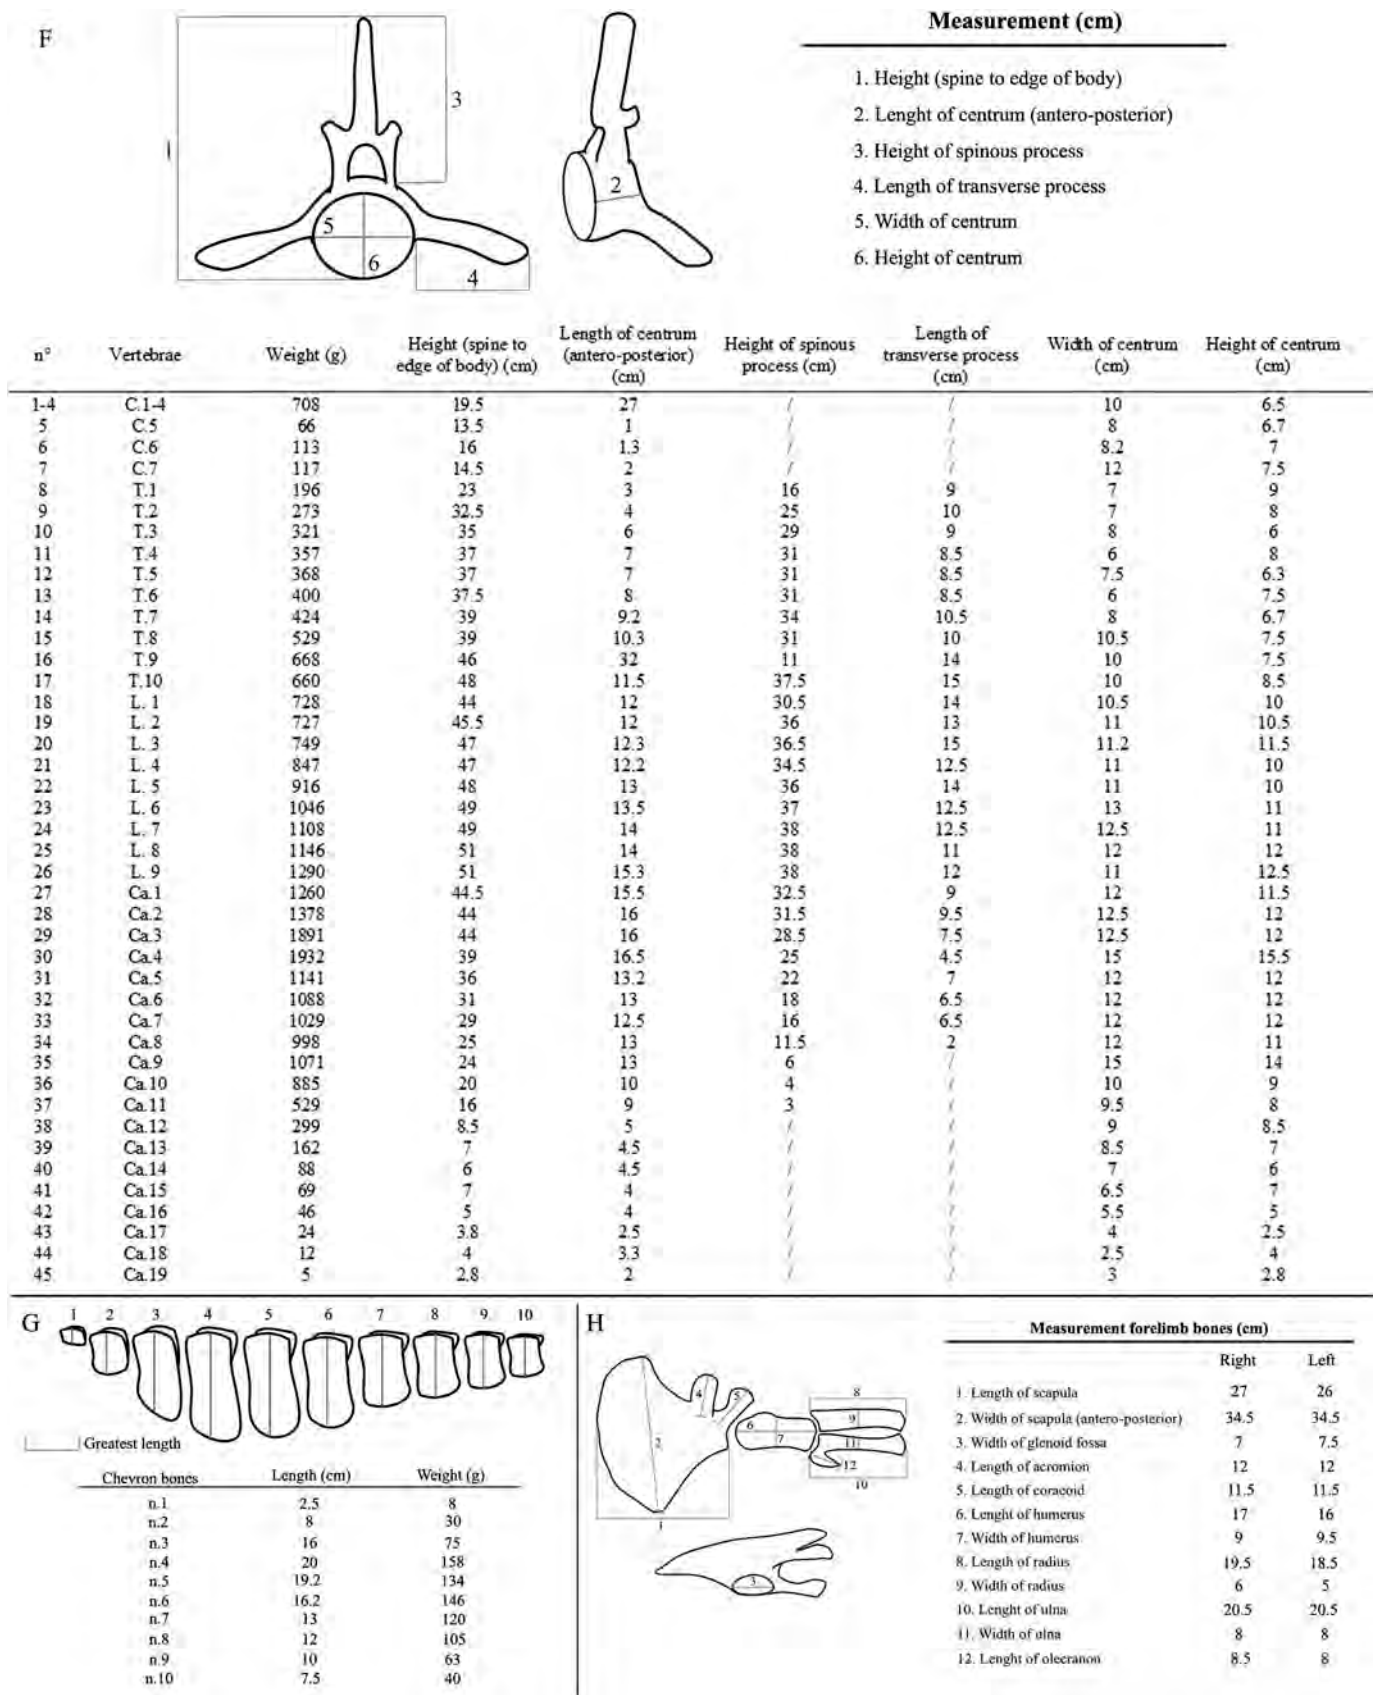 F
Measurement (cm)
1. Height (spine to edge of body)
2. Lenght of centrum (antero-posterior)
3. Height of spinous process
4. Length of transverse process
5. Width of centrum
6. Height of centrum
1
3
5
6
4
2
n° Vertebrae Weight (g) Height (spine to edge of body) (cm) Length of centrum (antero-posterior) (cm) Height of spinous process (cm) Length of transverse process (cm) Width of centrum (cm) Height of centrum (cm)
1-4 C.1-4 708 19.5 27 / / 10 6.5
5 C.5 66 13.5 1 / / 8 6.7
6 C.6 113 16 1.3 / / 8.2 7
7 C.7 117 14.5 2 / / 12 7.5
8 T.1 196 23 3 16 9 7 9
9 T.2 273 32.5 4 25 10 7 8
10 T.3 321 35 6 29 9 8 6
11 T.4 357 37 7 31 8.5 6 8
12 T.5 368 37 7 31 8.5 7.5 6.3
13 T.6 400 37.5 8 31 8.5 6 7.5
14 T.7 424 39 9.2 34 10.5 8 6.7
15 T.8 529 39 10.3 31 10 10.5 7.5
16 T.9 668 46 32 11 14 10 7.5
17 T.10 660 48 11.5 37.5 15 10 8.5
18 L. 1 728 44 12 30.5 14 10.5 10
19 L. 2 727 45.5 12 36 13 11 10.5
20 L. 3 749 47 12.3 36.5 15 11.2 11.5
21 L. 4 847 47 12.2 34.5 12.5 11 10
22 L. 5 916 48 13 36 14 11 10
23 L. 6 1046 49 13.5 37 12.5 13 11
24 L. 7 1108 49 14 38 12.5 12.5 11
25 L. 8 1146 51 14 38 11 12 12
26 L. 9 1290 51 15.3 38 12 11 12.5
27 Ca.1 1260 44.5 15.5 32.5 9 12 11.5
28 Ca.2 1378 44 16 31.5 9.5 12.5 12
29 Ca.3 1891 44 16 28.5 7.5 12.5 12
30 Ca.4 1932 39 16.5 25 4.5 15 15.5
31 Ca.5 1141 36 13.2 22 7 12 12
32 Ca.6 1088 31 13 18 6.5 12 12
33 Ca.7 1029 29 12.5 16 6.5 12 12
34 Ca.8 998 25 13 11.5 2 12 11
35 Ca.9 1071 24 13 6 / 15 14
36 Ca.10 885 20 10 4 / 10 9
37 Ca.11 529 16 9 3 / 9.5 8
38 Ca.12 299 8.5 5 / / 9 8.5
39 Ca.13 162 7 4.5 / / 8.5 7
40 Ca.14 88 6 4.5 / / 7 6
41 Ca.15 69 7 4 / / 6.5 7
42 Ca.16 46 5 4 / / 5.5 5
43 Ca.17 24 3.8 2.5 / / 4 2.5
44 Ca.18 12 4 3.3 / / 2.5 4
45 Ca.19 5 2.8 2 / / 3 2.8
G
1 2 3 4 5 6 7 8 9 10
Greatest length
Chevron bones Length (cm) Weight (g)
n.1 2.5 8
n.2 8 30
n.3 16 75
n.4 20 158
n.5 19.2 134
n.6 16.2 146
n.7 13 120
n.8 12 105
n.9 10 63
n.10 7.5 40
H
4
5
8
6
9
7
11
2
12
10
1
3
Measurement forelimb bones (cm)
Right Left
1. Length of scapula 27 26
2. Width of scapula (antero-posterior) 34.5 34.5
3. Width of glenoid fossa 7 7.5
4. Length of acromion 12 12
5. Length of coracoid 11.5 11.5
6. Lenght of humerus 17 16
7. Width of humerus 9 9.5
8. Length of radius 19.5 18.5
9. Width of radius 6 5
10. Lenght of ulna 20.5 20.5
11. Width of ulna 8 8
12. Lenght of olecranon 8.5 8